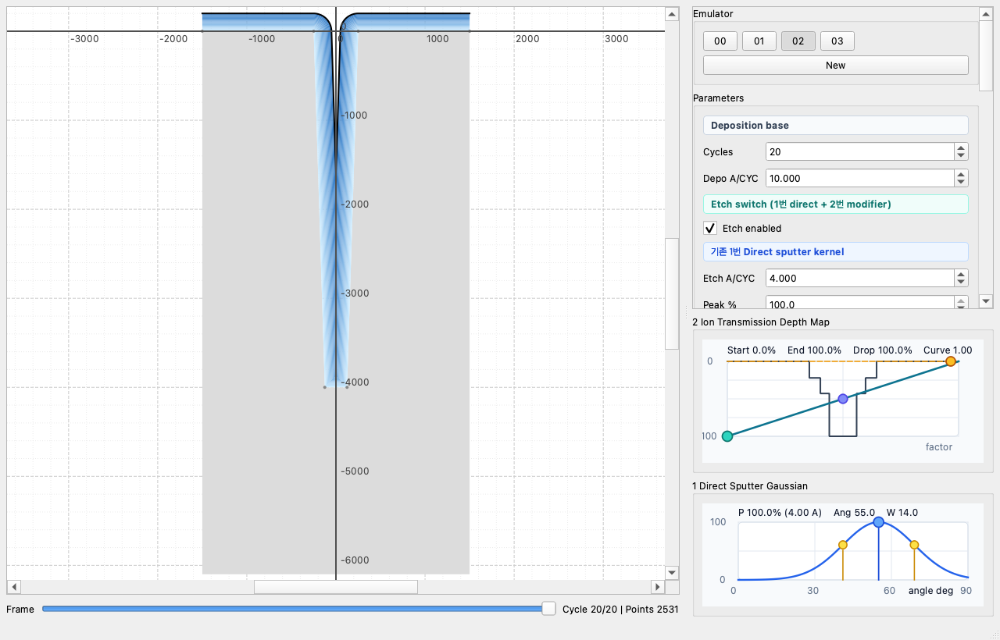 -3000
-2000
-1000
0
1000
2000
3000
-1000
-2000
-3000
-4000
-5000
-6000
Frame
Cycle 20/20 | Points 2531
Emulator
00 01 02 03
New
Parameters
Deposition base
Cycles 20
Depo A/CYC 10.000
Etch switch (1번 direct + 2번 modifier)
Etch enabled
기존 1번 Direct sputter kernel
Etch A/CYC 4.000
Peak % 100.0
2 Ion Transmission Depth Map
Start 0.0% End 100.0% Drop 100.0% Curve 1.00
0
100
factor
1 Direct Sputter Gaussian
P 100.0% (4.00 A) Ang 55.0 W 14.0
100
0
0 30 60 angle deg 90